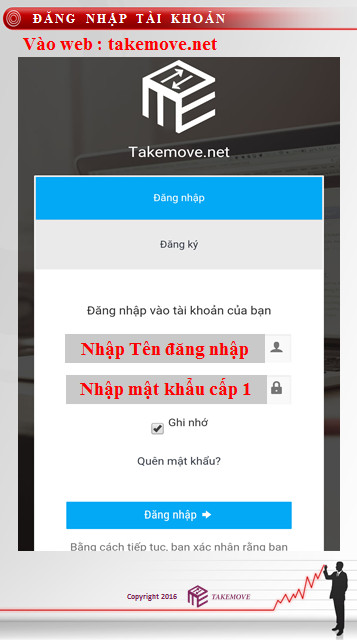 ĐĂNG NHẬP TÀI KHOẢN
Vào web : takemove.net
Takemove.net
Đăng nhập
Đăng ký
Đăng nhập vào tài khoản của bạn
Nhập Tên đăng nhập
Nhập mật khẩu cấp 1
Ghi nhớ
Quên mật khẩu?
Đăng nhập
Bằng cách tiếp tục, bạn xác nhận rằng bạn
Copyright 2016 TAKEMOVE